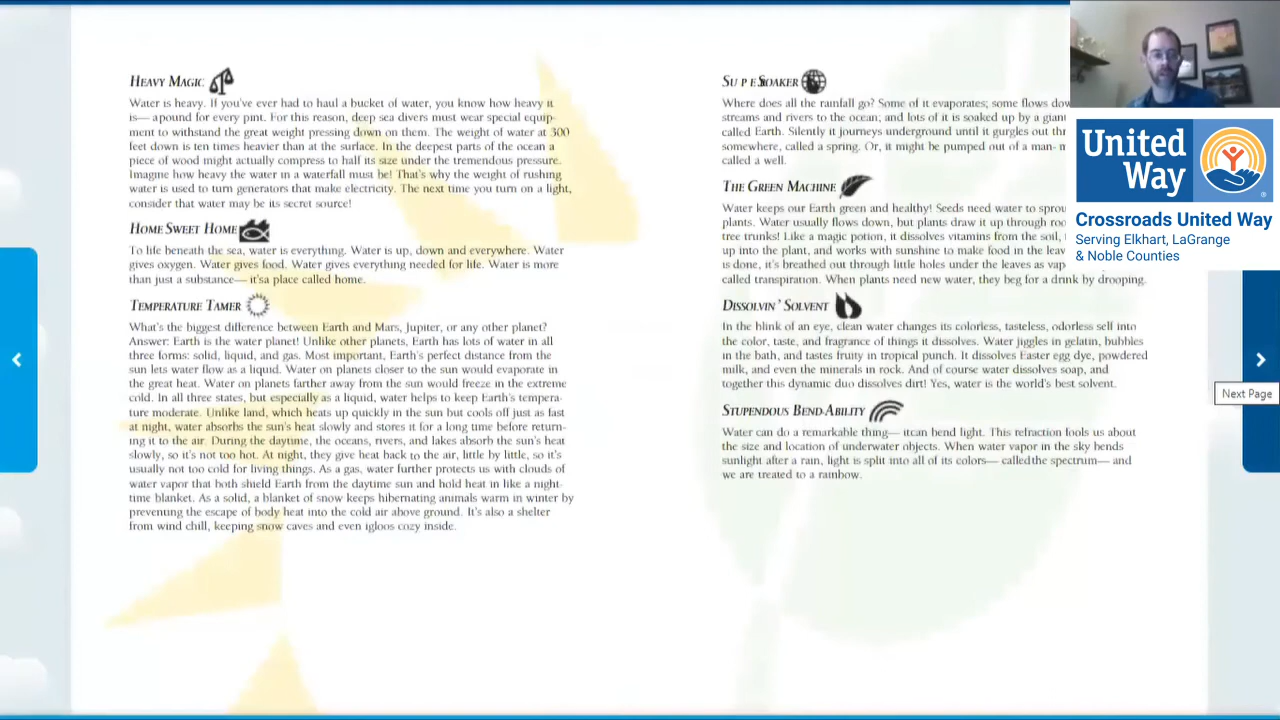 HEAVY MAGIC
Water is heavy. If you've ever had to haul a bucket of water, you know how heavy it
is— apound for every pint. For this reason, deep sea divers must wear special equip-
ment to withstand the great weight pressing down on them. The weight of water at 300
feet down is ten times heavier than at the surface. In the deepest parts of the ocean a
piece of wood might actually compress to half its size under the tremendous pressure.
Imagine how heavy the water in a waterfall must be! That's why the weight of rushing
water is used to turn generators that make electricity. The next time you turn on a light,
consider that water may be its secret source!
HOME SWEET HOME
To life beneath the sea, water is everything. Water is up, down and everywhere. Water
gives oxygen. Water gives food. Water gives everything needed for life. Water is more
than just a substance— it'sa place called home.
TEMPERATURE TAMER
What's the biggest difference between Earth and Mars, Jupiter, or any other planet?
Answer: Earth is the water planet! Unlike other planets, Earth has lots of water in all
three forms: solid, liquid, and gas. Most important, Earth's perfect distance from the
sun lets water flow as a liquid. Water on planets closer to the sun would evaporate in
the great heat. Water on planets farther away from the sun would freeze in the extreme
cold. In all three states, but especially as a liquid, water helps to keep Earth's tempera-
ture moderate. Unlike land, which heats up quickly in the sun but cools off just as fast
at night, water absorbs the sun's heat slowly and stores it for a long time before return-
ing it to the air. During the daytime, the oceans, rivers, and lakes absorb the sun's heat
slowly, so it's not too hot. At night, they give heat back to the air, little by little, so it's
usually not too cold for living things. As a gas, water further protects us with clouds of
water vapor that both shield Earth from the daytime sun and hold heat in like a night-
time blanket. As a solid, a blanket of snow keeps hibernating animals warm in winter by
preventing the escape of body heat into the cold air above ground. It's also a shelter
from wind chill, keeping snow caves and even igloos cozy inside.
SUPER SOAKER
Where does all the rainfall go? Some of it evaporates; some flows dow
streams and rivers to the ocean; and lots of it is soaked up by a gian
called Earth. Silently it journeys underground until it gurgles out thr
somewhere, called a spring. Or, it might be pumped out of a man- m
called a well.
THE GREEN MACHINE
Water keeps our Earth green and healthy! Seeds need water to sprou
plants. Water usually flows down, but plants draw it up through roo
tree trunks! Like a magic potion, it dissolves vitamins from the soil,
up into the plant, and works with sunshine to make food in the leav
is done, it's breathed out through little holes under the leaves as vap
called transpiration. When plants need new water, they beg for a drink by drooping.
DISSOLVIN' SOLVENT
In the blink of an eye, clean water changes its colorless, tasteless, odorless self into
the color, taste, and fragrance of things it dissolves. Water jiggles in gelatin, bubbles
in the bath, and tastes fruity in tropical punch. It dissolves Easter egg dye, powdered
milk, and even the minerals in rock. And of course water dissolves soap, and
together this dynamic duo dissolves dirt! Yes, water is the world's best solvent.
STUPENDOUS BEND-ABILITY
Water can do a remarkable thing— itcan bend light. This refraction fools us about
the size and location of underwater objects. When water vapor in the sky bends
sunlight after a rain, light is split into all of its colors— calledthe spectrum— and
we are treated to a rainbow.
United
Way
Crossroads United Way
Serving Elkhart, LaGrange
& Noble Counties
Next Page